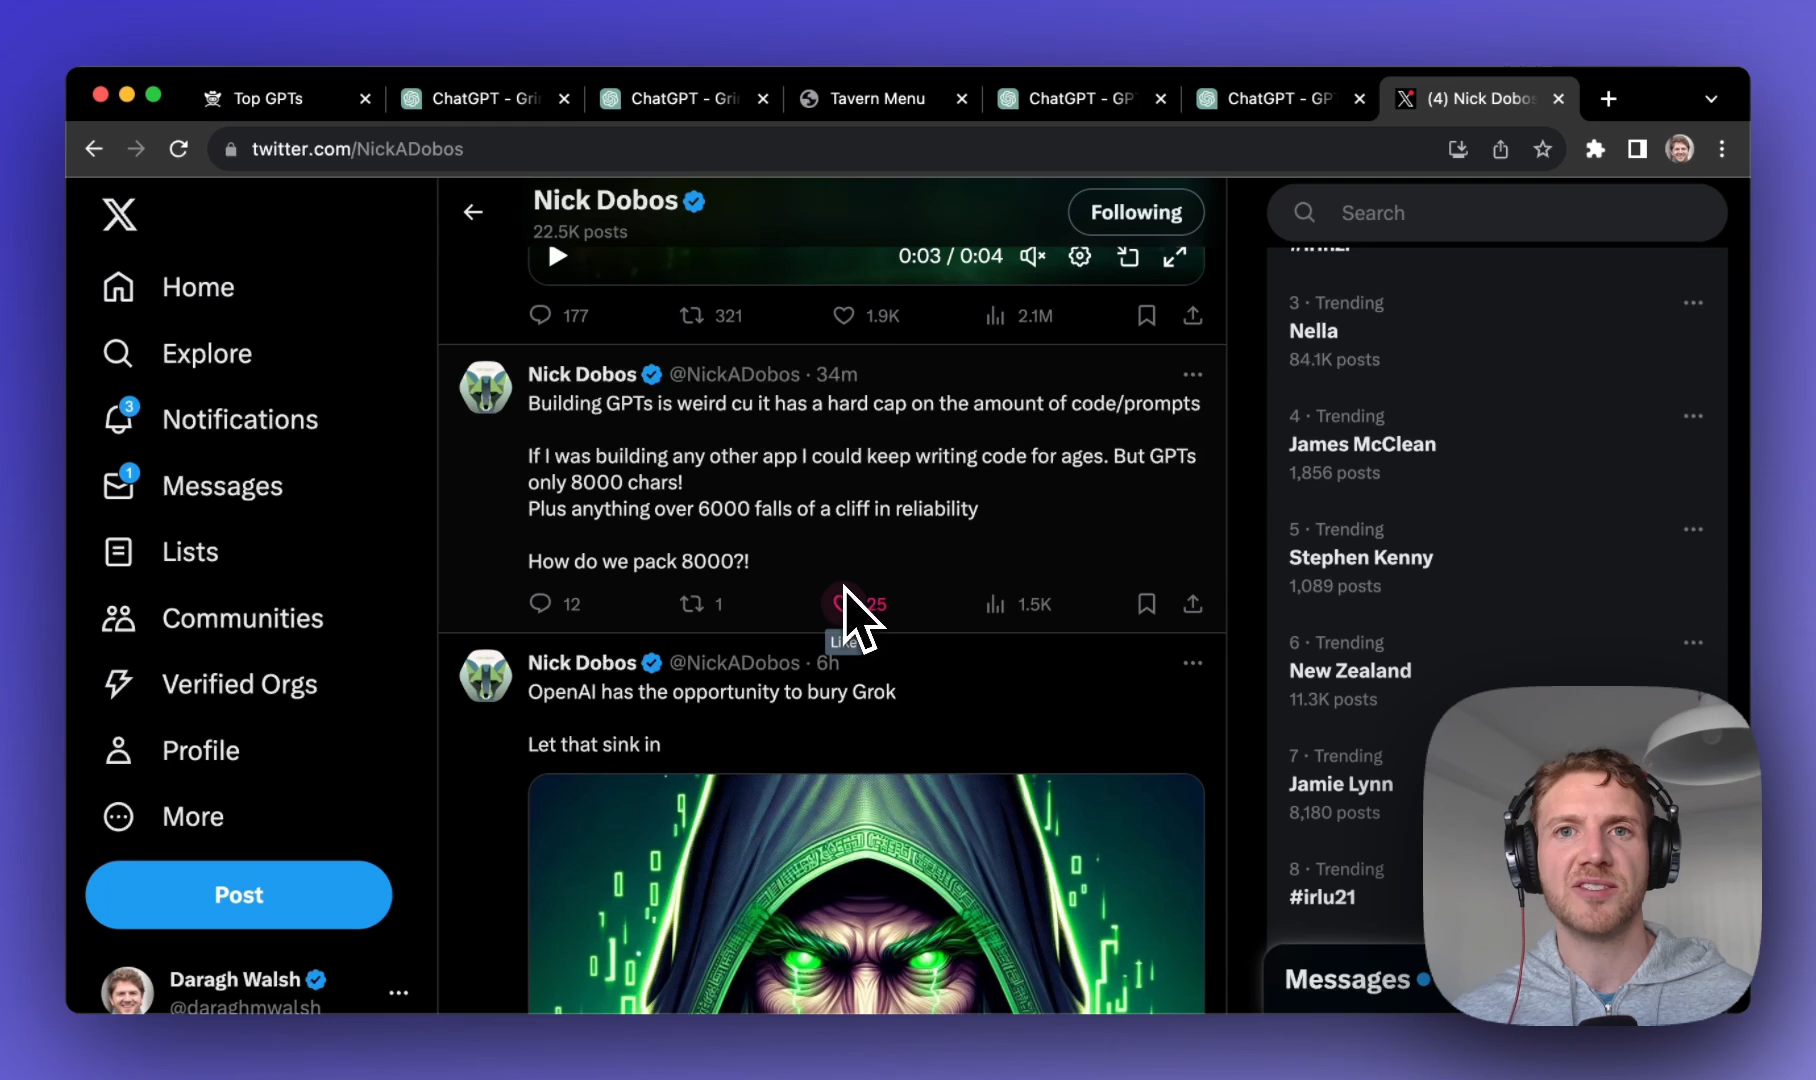 Top GPTs
ChatGPT - Gri
ChatGPT - Gri
Tavern Menu
ChatGPT - GP
ChatGPT - GP
(4) Nick Dobos
twitter.com/NickADobos
Home
Explore
3
Notifications
1
Messages
Lists
Communities
Verified Orgs
Profile
More
Post
Daragh Walsh
@daraghmwalsh
Nick Dobos
22.5K posts
Following
0:03 / 0:04
177 321 1.9K 2.1M
Nick Dobos @NickADobos · 34m
Building GPTs is weird cu it has a hard cap on the amount of code/prompts
If I was building any other app I could keep writing code for ages. But GPTs
only 8000 chars!
Plus anything over 6000 falls of a cliff in reliability
How do we pack 8000?!
12 1 25 1.5K
Like
Nick Dobos @NickADobos · 6h
OpenAI has the opportunity to bury Grok
Let that sink in
Search
3 · Trending
Nella
84.1K posts
4 · Trending
James McClean
1,856 posts
5 · Trending
Stephen Kenny
1,089 posts
6 · Trending
New Zealand
11.3K posts
7 · Trending
Jamie Lynn
8,180 posts
8 · Trending
#irlu21
Messages